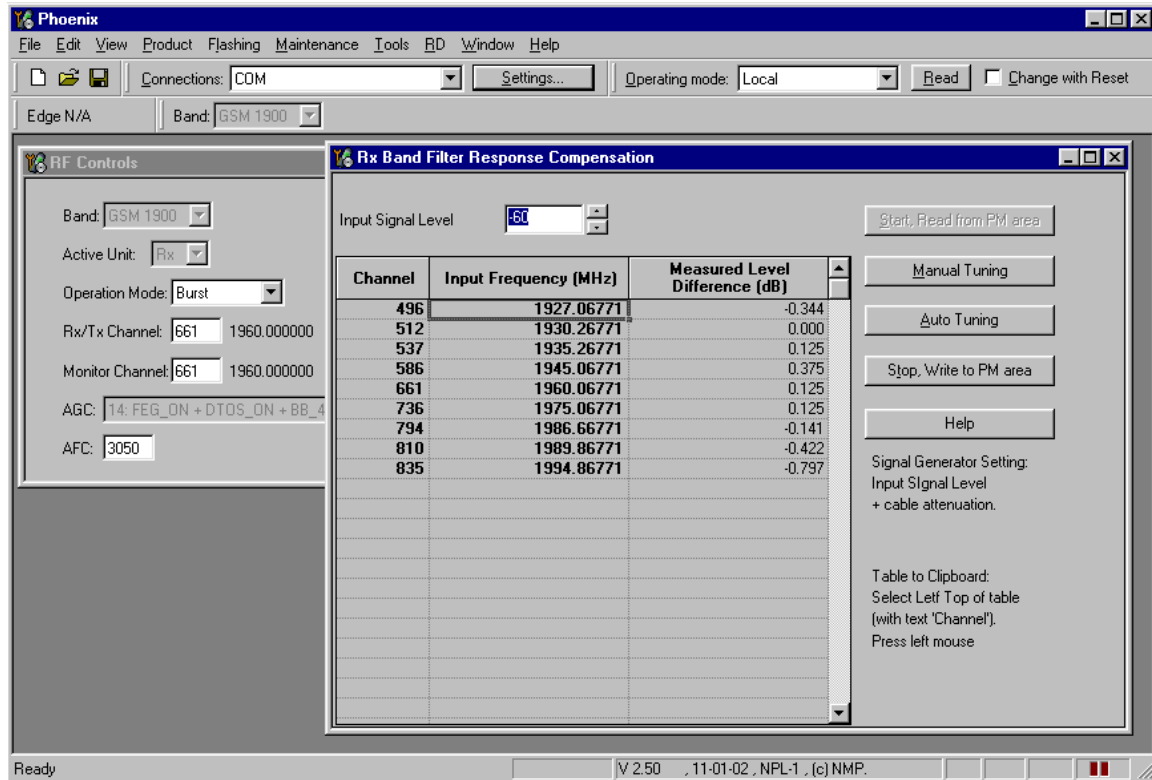 Phoenix
File Edit View Product Flashing Maintenance Tools RD Window Help
Connections: COM Settings... Operating mode: Local Read Change with Reset
Edge N/A Band: GSM 1900
RF Controls
Band: GSM 1900
Active Unit: Rx
Operation Mode: Burst
Rx/Tx Channel: 661 1960.000000
Monitor Channel: 661 1960.000000
AGC: 14: FEG_ON + DTOS_ON + BB_4
AFC: 3050
Rx Band Filter Response Compensation
Input Signal Level -60
Channel Input Frequency (MHz) Measured Level Difference (dB)
496 1927.06771 -0.344
512 1930.26771 0.000
537 1935.26771 0.125
586 1945.06771 0.375
661 1960.06771 0.125
736 1975.06771 0.125
794 1986.66771 -0.141
810 1989.86771 -0.422
835 1994.86771 -0.797
Start, Read from PM area
Manual Tuning
Auto Tuning
Stop, Write to PM area
Help
Signal Generator Setting:
Input SIgnal Level
+ cable attenuation.
Table to Clipboard:
Select Letf Top of table
(with text 'Channel').
Press left mouse
Ready V 2.50 , 11-01-02 , NPL-1 , (c) NMP.